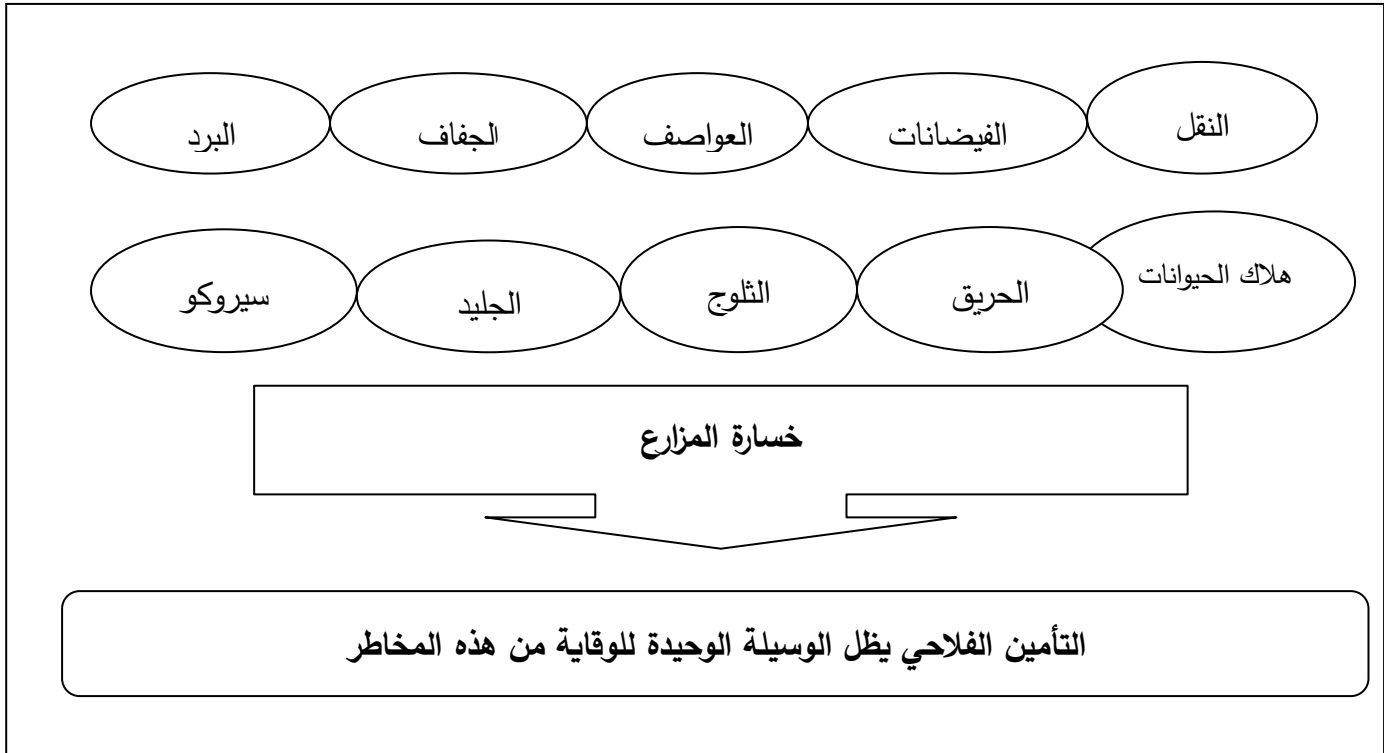 النقل الفيضانات العواصف الجفاف البرد
هلاك الحيوانات الحريق الثلوج الجليد سيروكو
خسارة المزارع
التأمين الفلاحي يظل الوسيلة الوحيدة للوقاية من هذه المخاطر